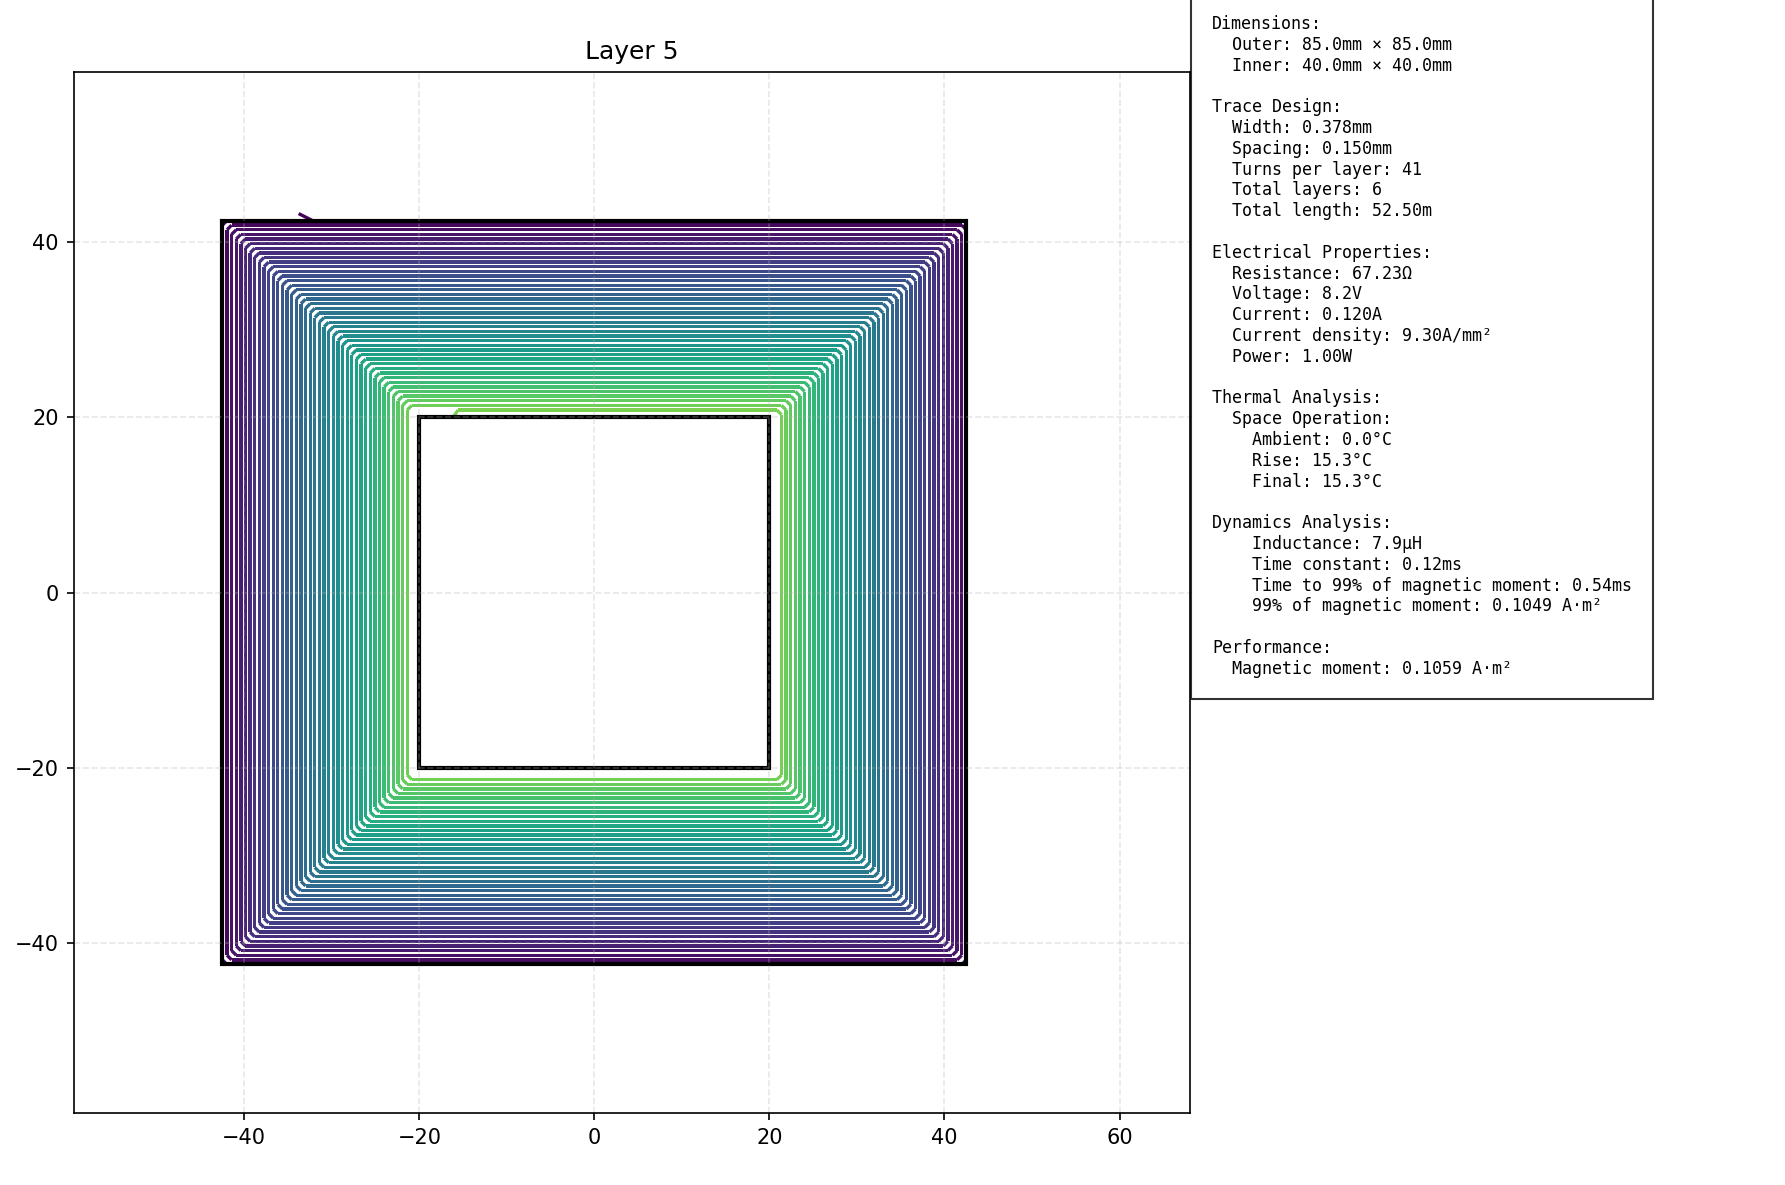 Layer 5
40
20
0
−20
−40
−40
−20
0
20
40
60
Dimensions:
Outer: 85.0mm × 85.0mm
Inner: 40.0mm × 40.0mm
Trace Design:
Width: 0.378mm
Spacing: 0.150mm
Turns per layer: 41
Total layers: 6
Total length: 52.50m
Electrical Properties:
Resistance: 67.23Ω
Voltage: 8.2V
Current: 0.120A
Current density: 9.30A/mm²
Power: 1.00W
Thermal Analysis:
Space Operation:
Ambient: 0.0°C
Rise: 15.3°C
Final: 15.3°C
Dynamics Analysis:
Inductance: 7.9μH
Time constant: 0.12ms
Time to 99% of magnetic moment: 0.54ms
99% of magnetic moment: 0.1049 A·m²
Performance:
Magnetic moment: 0.1059 A·m²